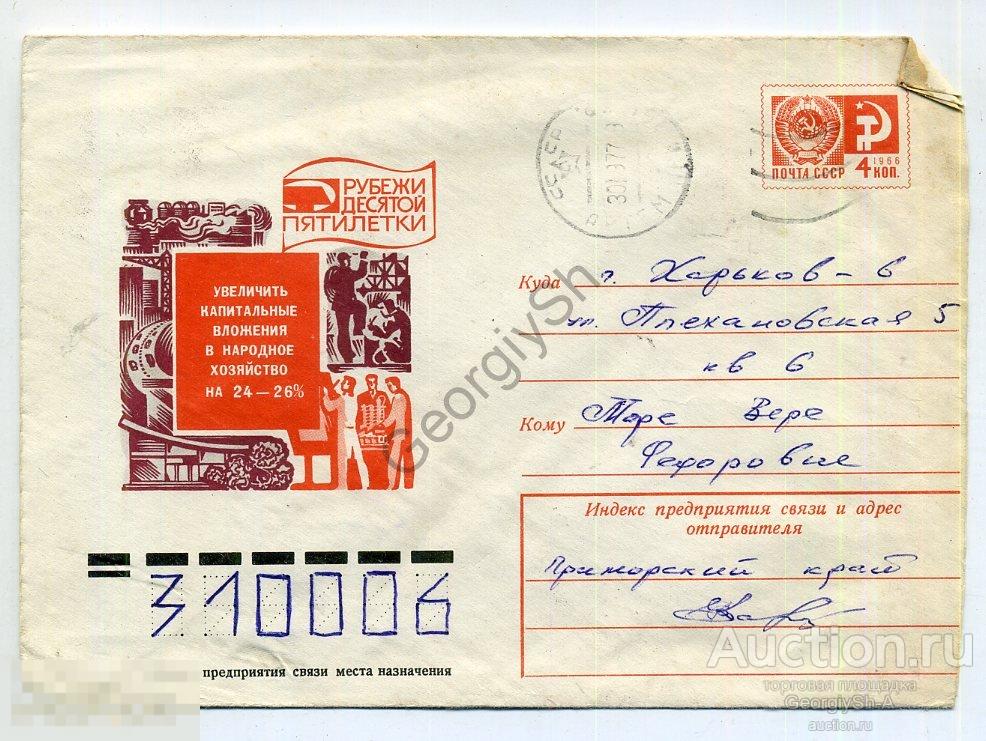 РУБЕЖИ
ДЕСЯТОЙ
ПЯТИЛЕТКИ
УВЕЛИЧИТЬ
КАПИТАЛЬНЫЕ
ВЛОЖЕНИЯ
В НАРОДНОЕ
ХОЗЯЙСТВО
НА 24—26%
1966
ПОЧТА СССР 4 КОП.
Куда г. Харьков-6
ул. Плехановская 5
кв 6
Кому Вере
Федоровне
Индекс предприятия связи и адрес
отправителя
Приморский край
310006
предприятия связи места назначения
GeorgiySh
Auction.ru
торговая площадка
GeorgiySh-A
auction.ru